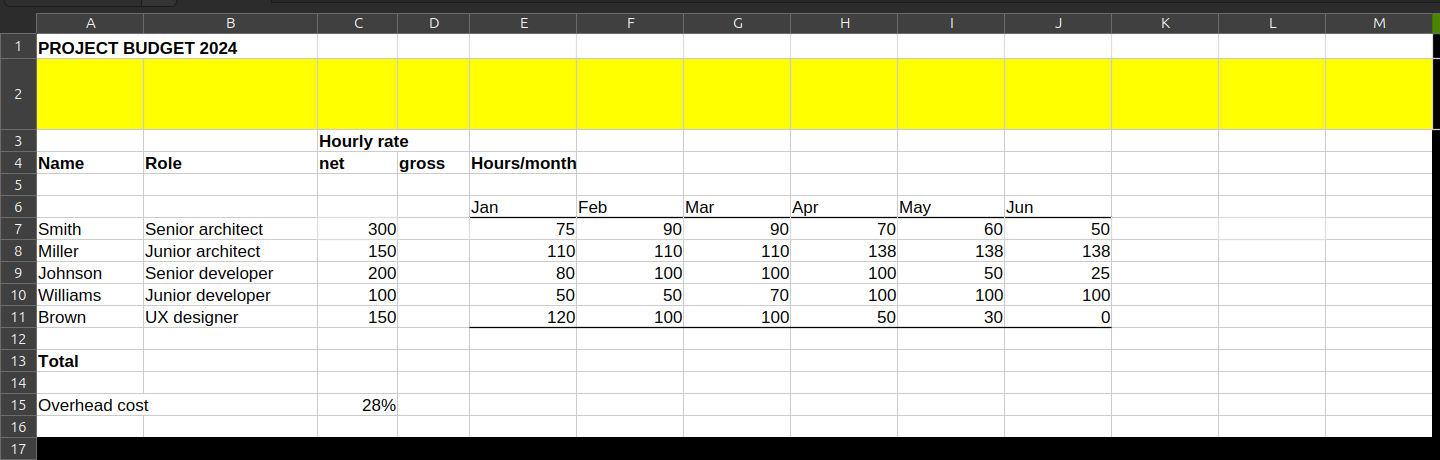 A B C D E F G H I J K L M
1 PROJECT BUDGET 2024
2
3 Hourly rate
4 Name Role net gross Hours/month
5
6 Jan Feb Mar Apr May Jun
7 Smith Senior architect 300 75 90 90 70 60 50
8 Miller Junior architect 150 110 110 110 138 138 138
9 Johnson Senior developer 200 80 100 100 100 50 25
10 Williams Junior developer 100 50 50 70 100 100 100
11 Brown UX designer 150 120 100 100 50 30 0
12
13 Total
14
15 Overhead cost 28%
16
17